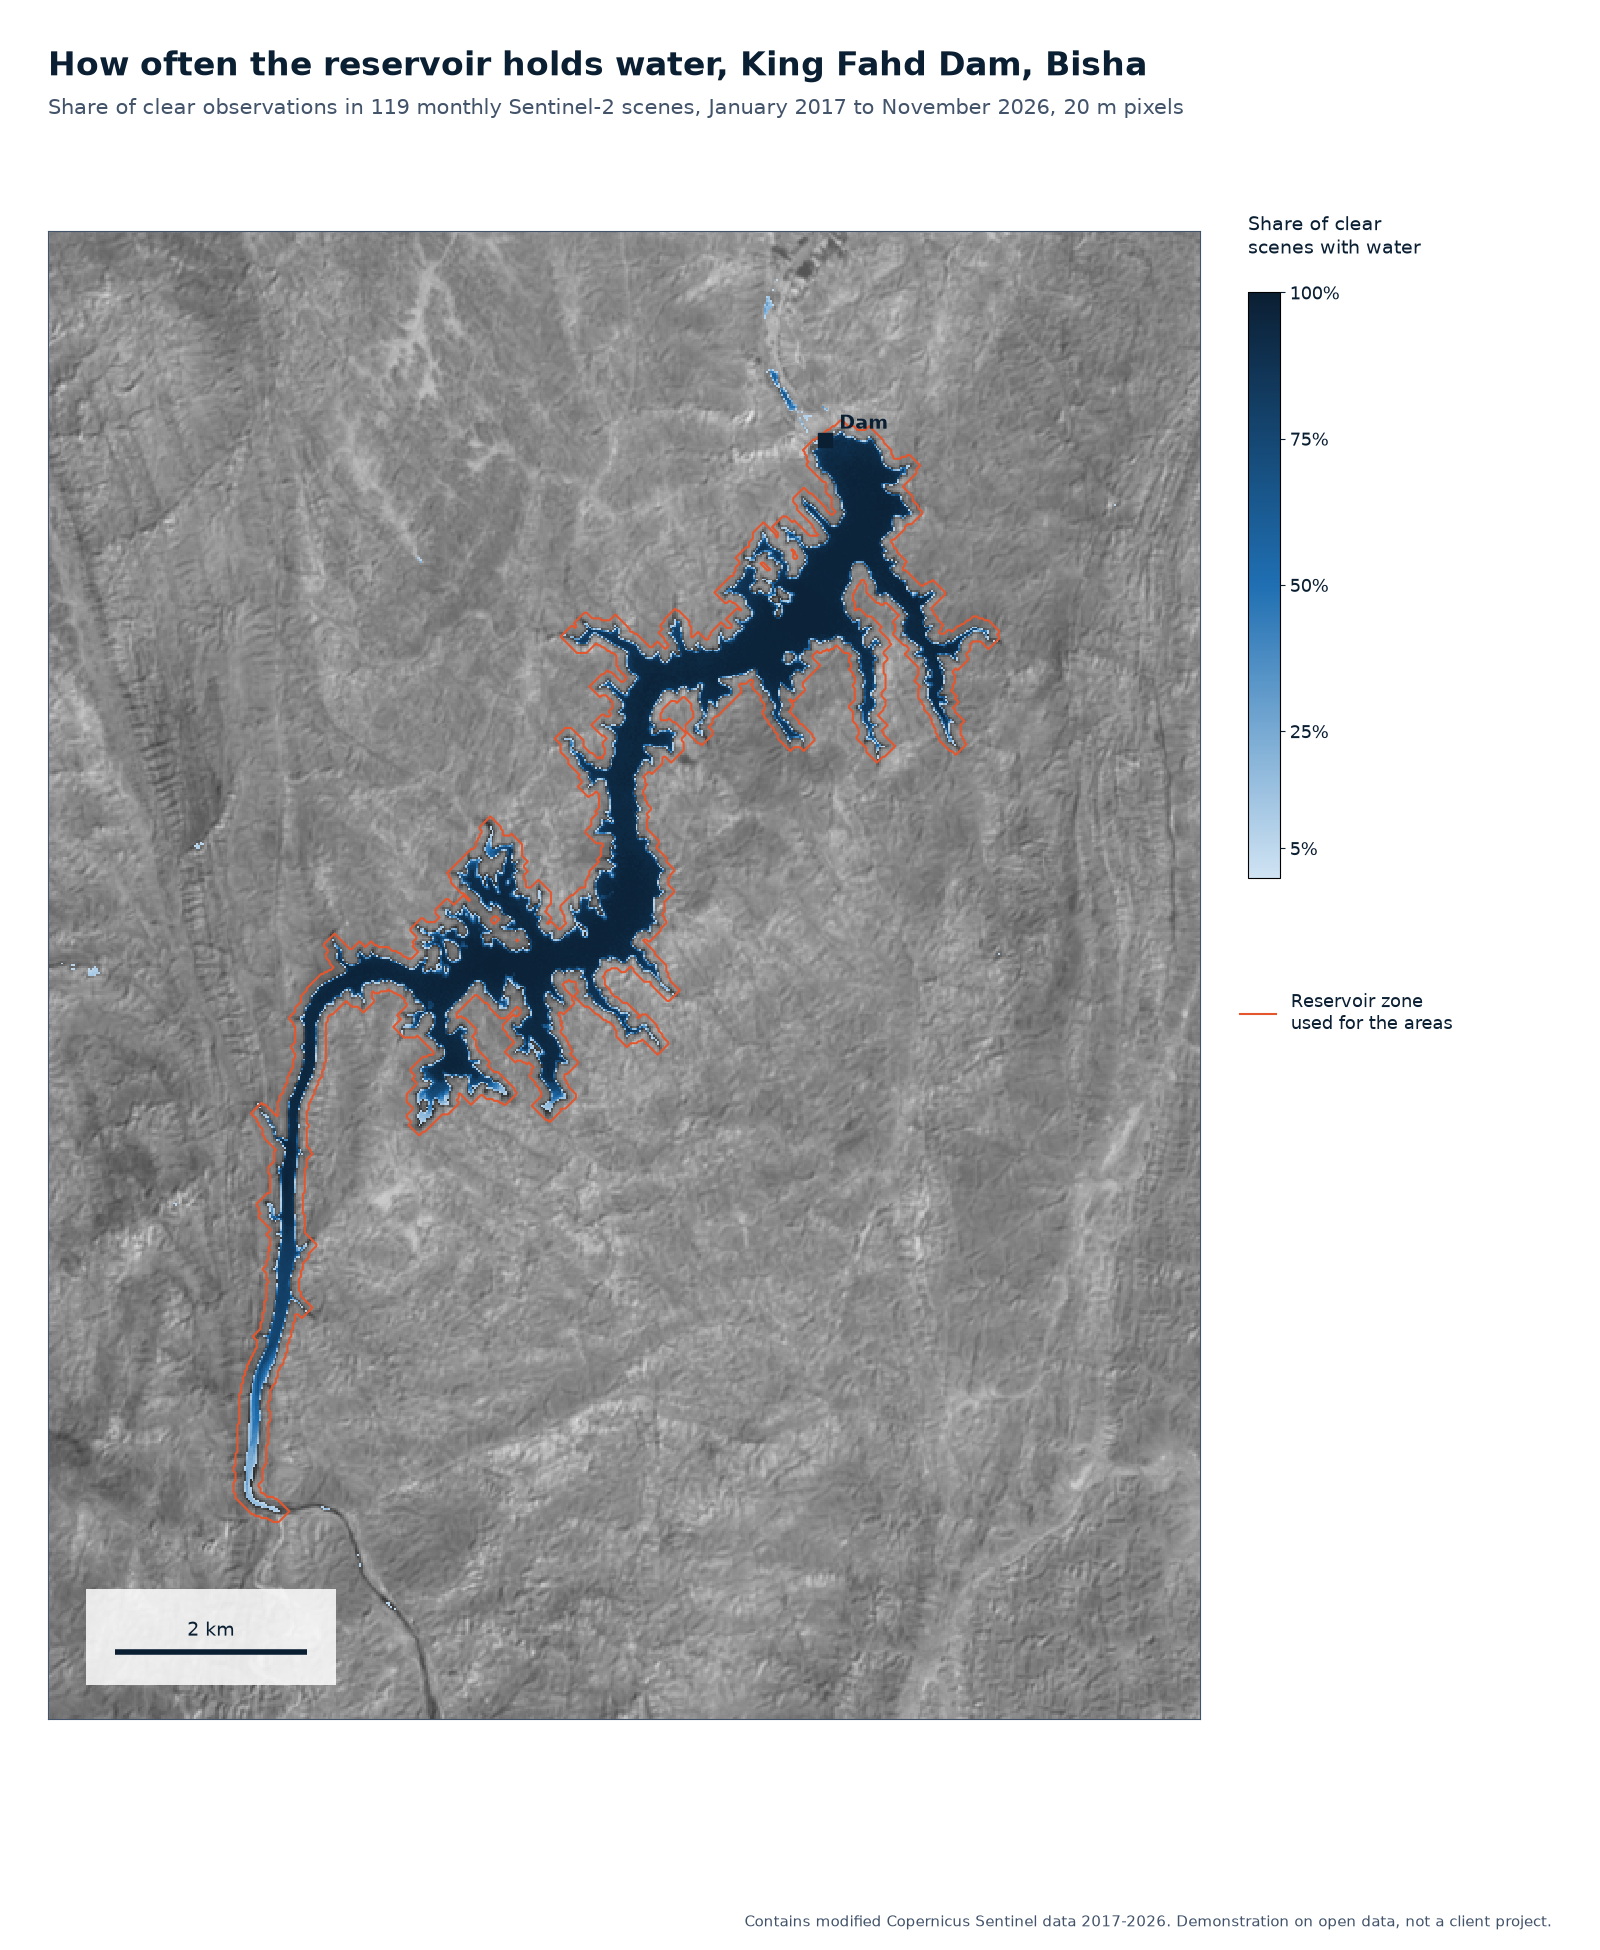 How often the reservoir holds water, King Fahd Dam, Bisha
Share of clear observations in 119 monthly Sentinel-2 scenes, January 2017 to November 2026, 20 m pixels
Share of clear
scenes with water
100%
75%
50%
25%
5%
Dam
Reservoir zone
used for the areas
2 km
Contains modified Copernicus Sentinel data 2017-2026. Demonstration on open data, not a client project.